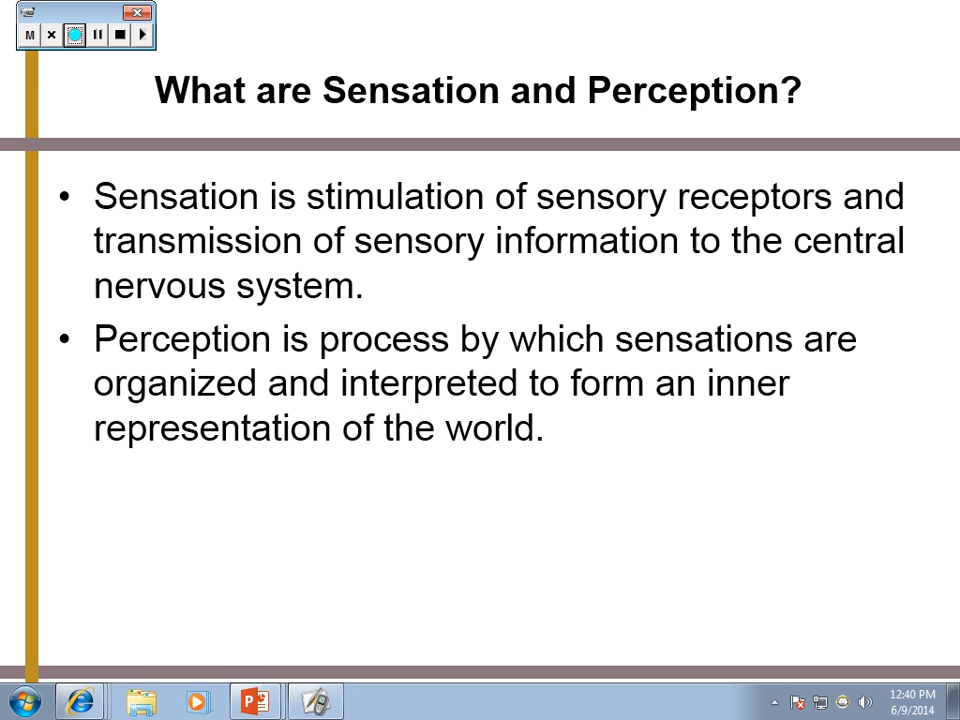 M
What are Sensation and Perception?
• Sensation is stimulation of sensory receptors and
transmission of sensory information to the central
nervous system.
• Perception is process by which sensations are
organized and interpreted to form an inner
representation of the world.
12:40 PM
6/9/2014